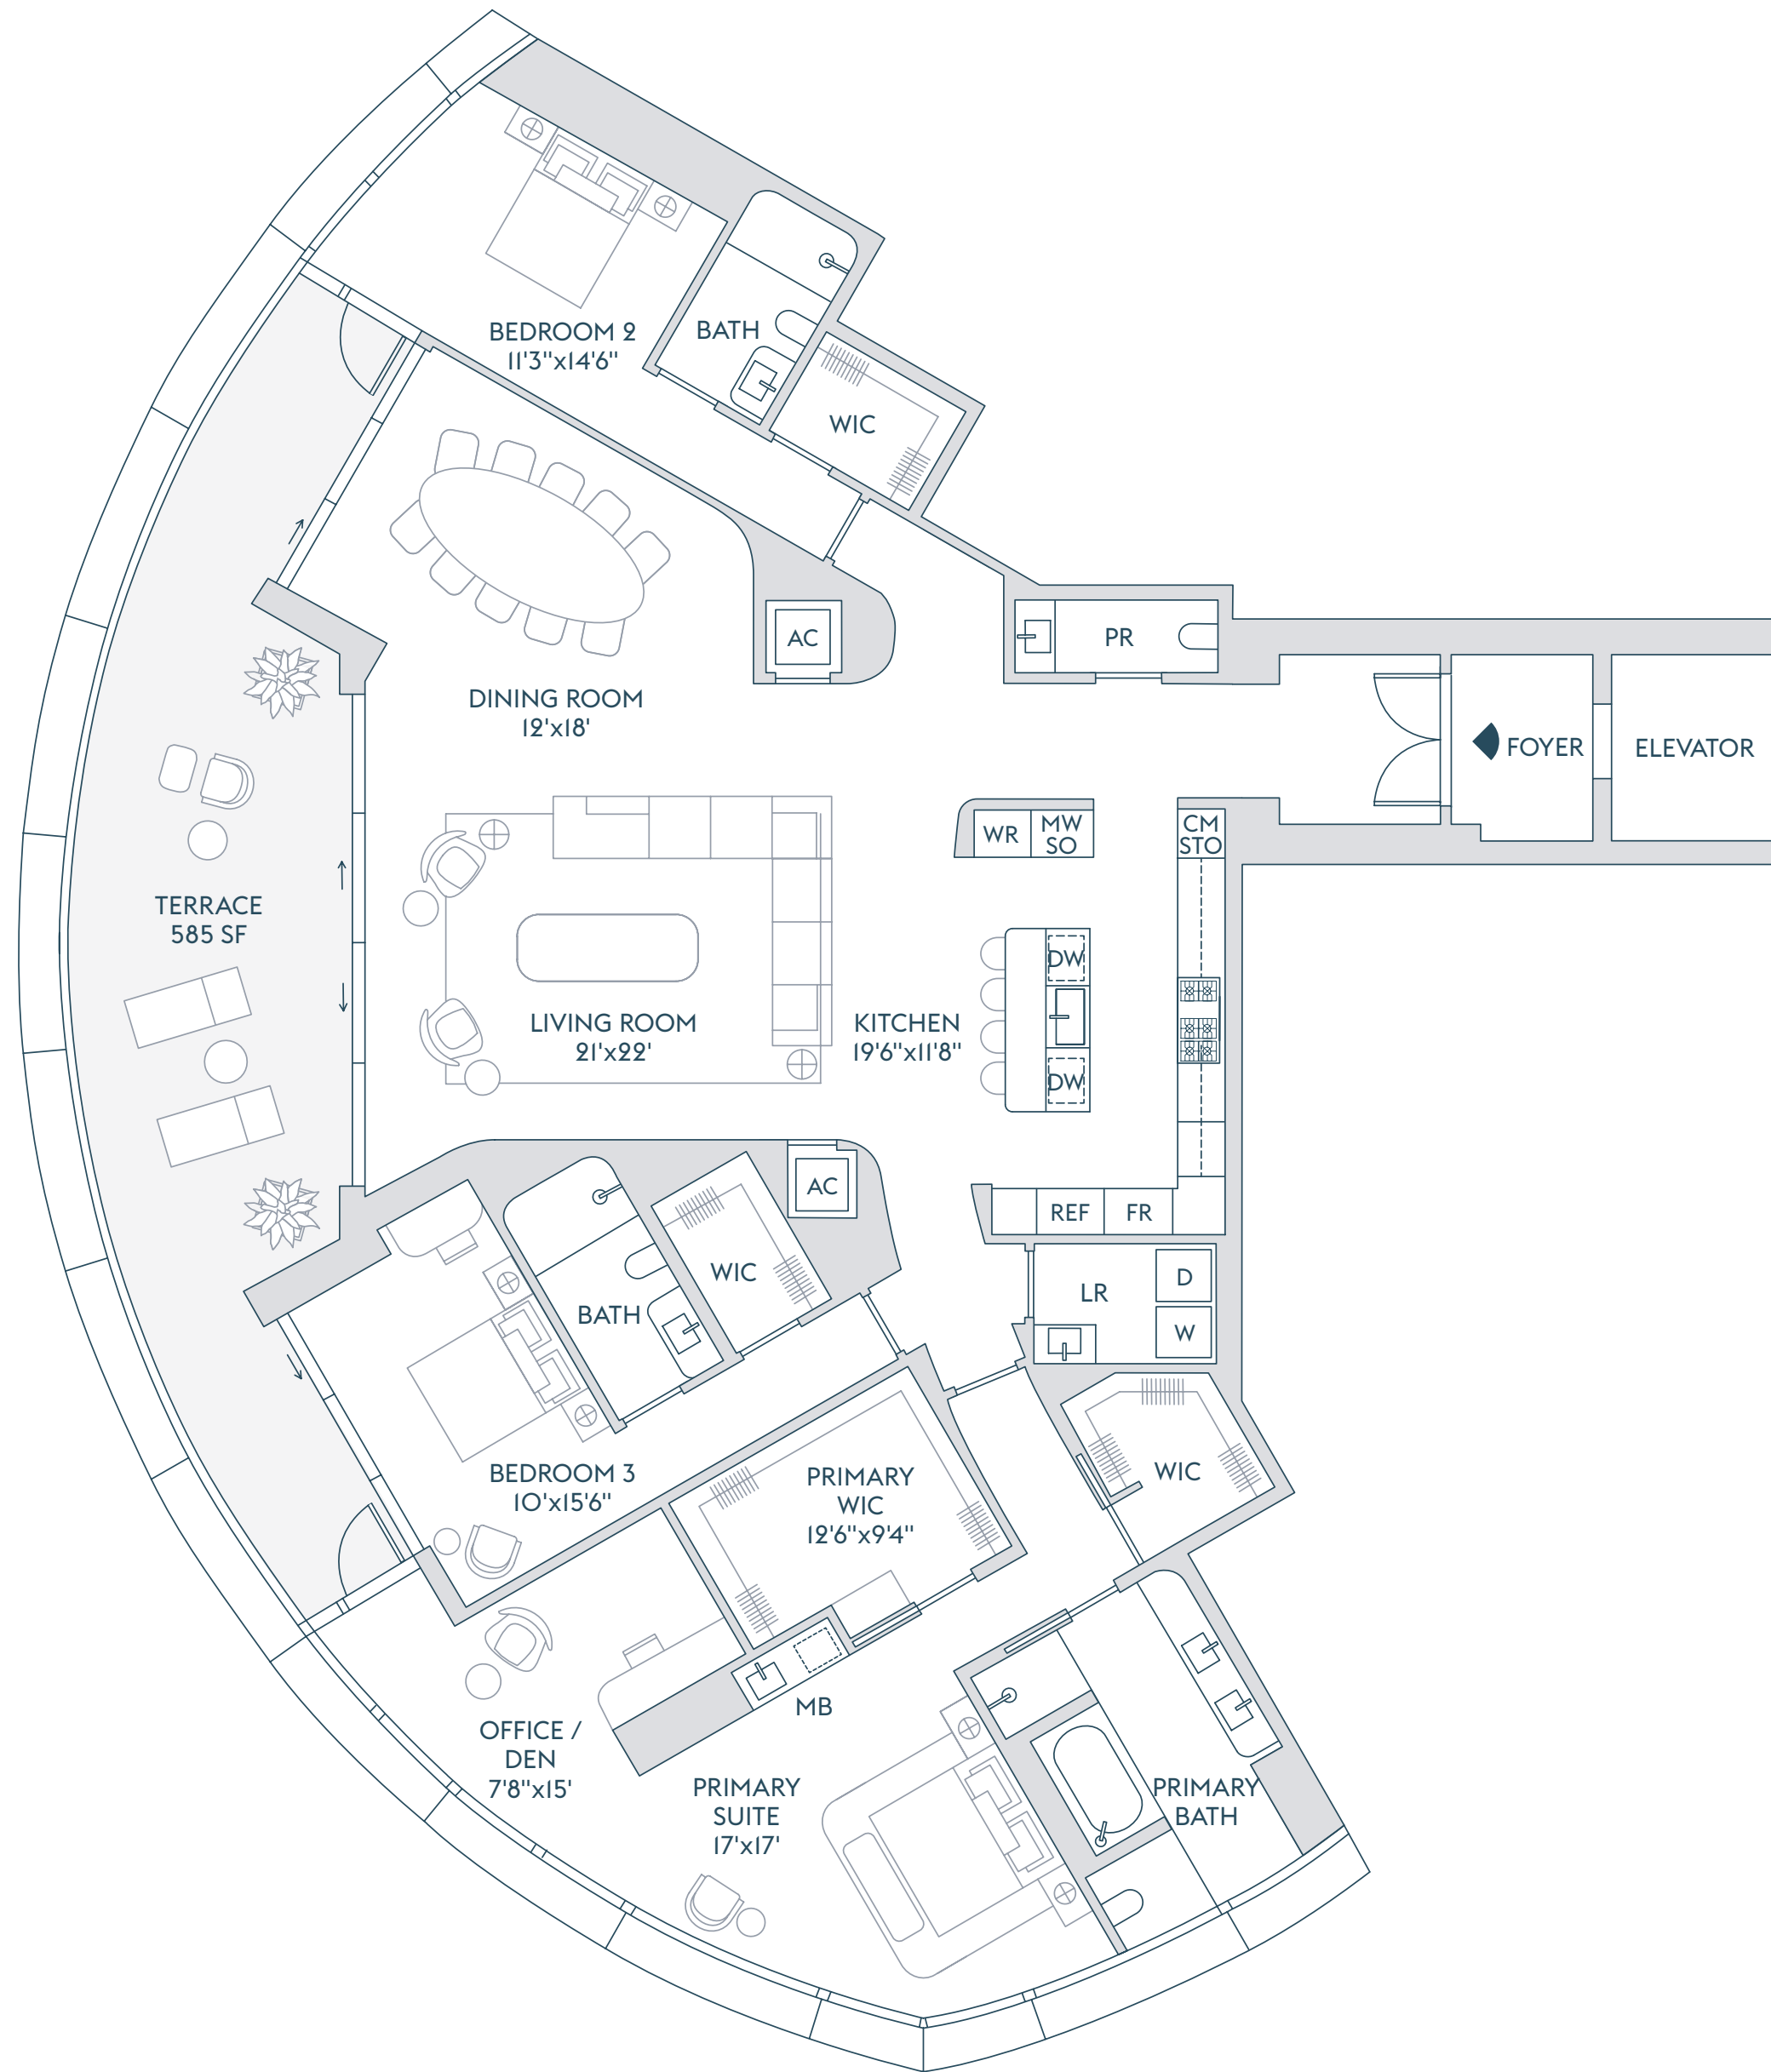 BEDROOM 2
11'3"x14'6"
BATH
WIC
AC
PR
DINING ROOM
12'x18'
FOYER
ELEVATOR
WR
MW
SO
CM
STO
TERRACE
585 SF
DW
LIVING ROOM
21'x22'
KITCHEN
19'6"x11'8"
DW
AC
REF
FR
WIC
BATH
LR
D
W
BEDROOM 3
10'x15'6"
PRIMARY
WIC
12'6"x9'4"
WIC
MB
OFFICE /
DEN
7'8"x15'
PRIMARY
SUITE
17'x17'
PRIMARY
BATH